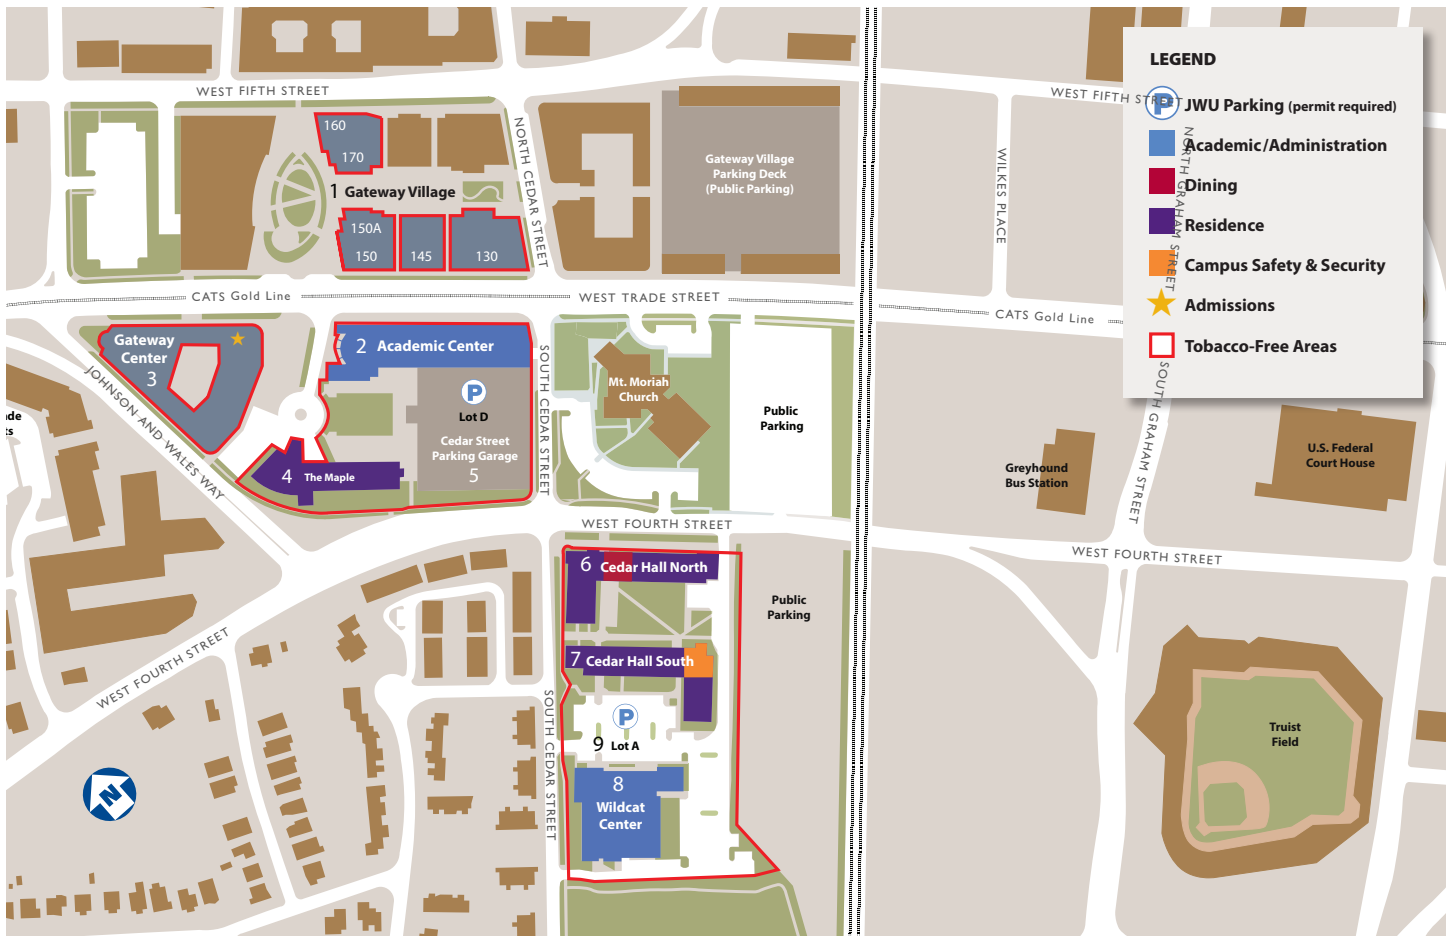 WEST FIFTH STREET
160
170
1 Gateway Village
150A
150
145
130
NORTH CEDAR STREET
Gateway Village
Parking Deck
(Public Parking)
WILKES PLACE
WEST FIFTH STREET
NORTH GRAHAM STREET
LEGEND
P JWU Parking (permit required)
Academic/Administration
Dining
Residence
Campus Safety & Security
Admissions
Tobacco-Free Areas
CATS Gold Line
WEST TRADE STREET
CATS Gold Line
Gateway
Center
3
2 Academic Center
P
Lot D
Cedar Street
Parking Garage
5
4 The Maple
JOHNSON AND WALES WAY
SOUTH CEDAR STREET
Mt. Moriah
Church
Public
Parking
Greyhound
Bus Station
SOUTH GRAHAM STREET
U.S. Federal
Court House
WEST FOURTH STREET
WEST FOURTH STREET
6 Cedar Hall North
Public
Parking
7 Cedar Hall South
WEST FOURTH STREET
P
9 Lot A
SOUTH CEDAR STREET
8
Wildcat
Center
Truist
Field
N